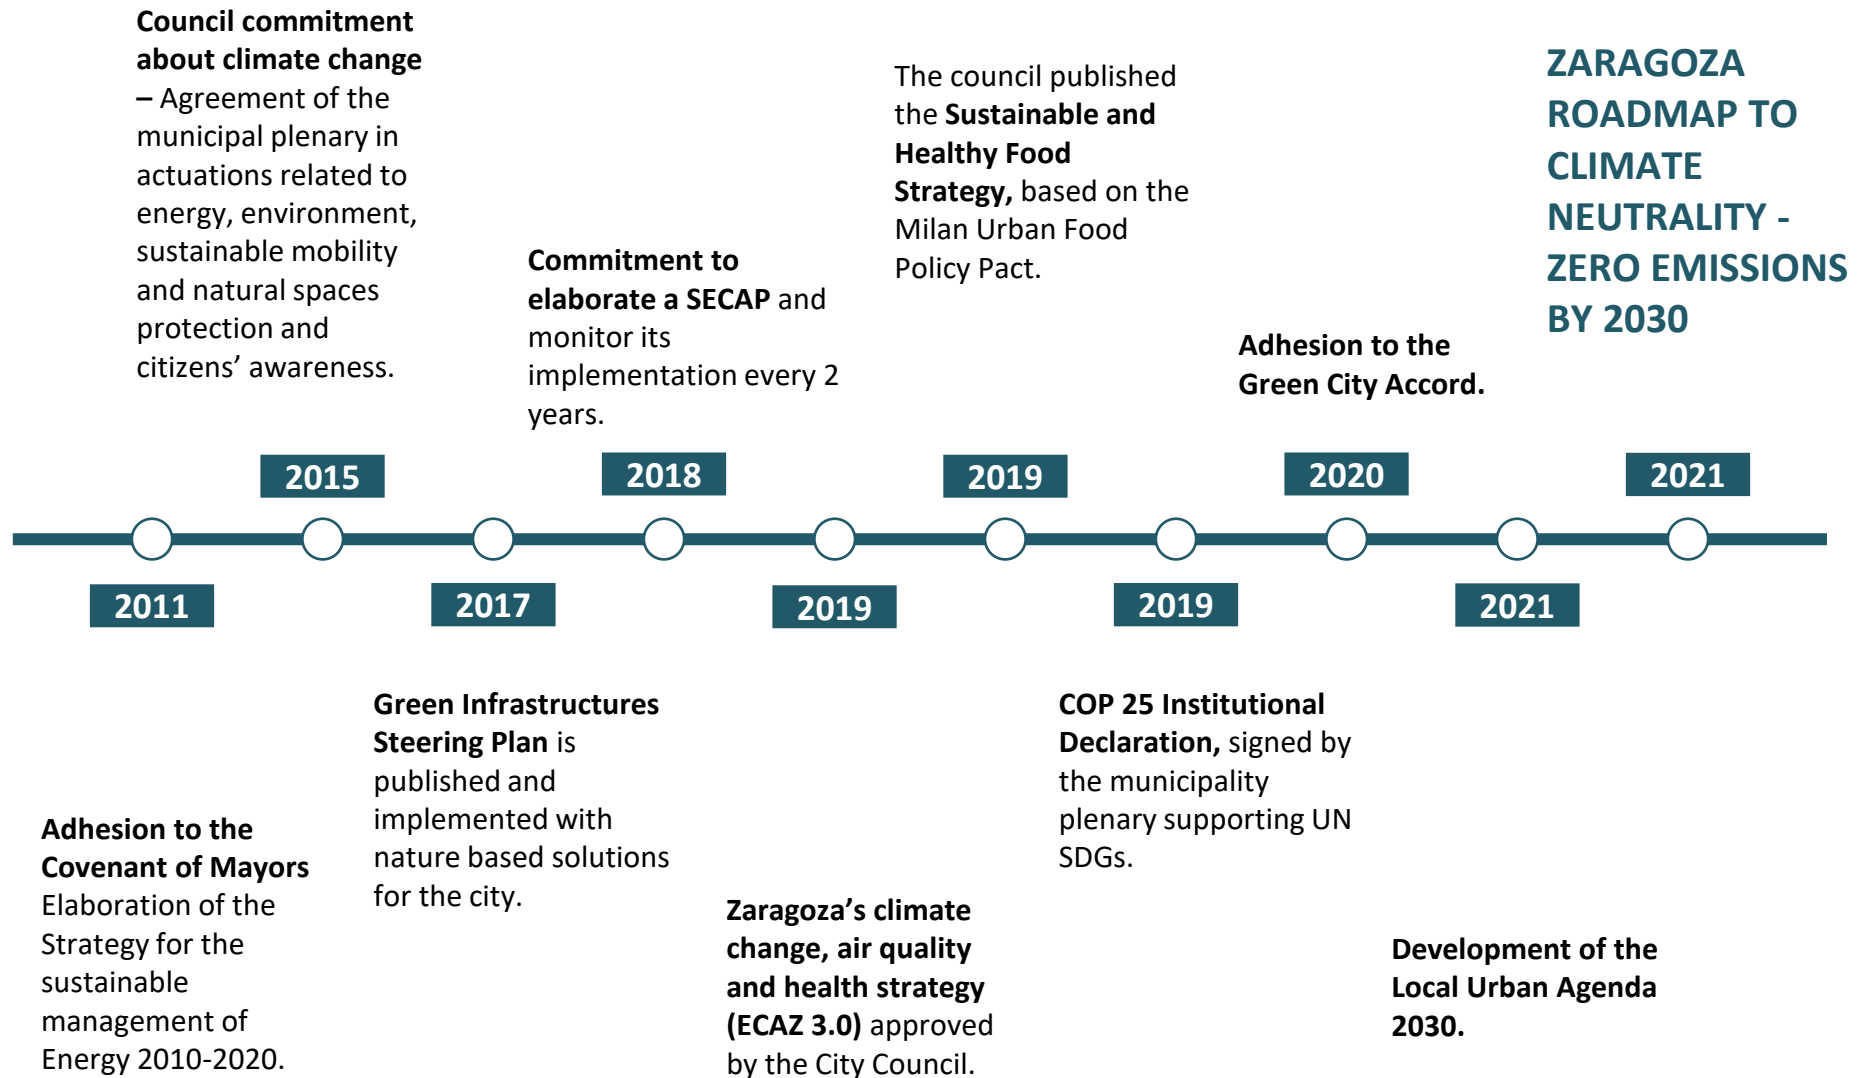 Council commitment
about climate change
– Agreement of the
municipal plenary in
actuations related to
energy, environment,
sustainable mobility
and natural spaces
protection and
citizens’ awareness.
Commitment to
elaborate a SECAP and
monitor its
implementation every 2
years.
The council published
the Sustainable and
Healthy Food
Strategy, based on the
Milan Urban Food
Policy Pact.
Adhesion to the
Green City Accord.
ZARAGOZA
ROADMAP TO
CLIMATE
NEUTRALITY -
ZERO EMISSIONS
BY 2030
2015
2018
2019
2020
2021
2011
2017
2019
2019
2021
Adhesion to the
Covenant of Mayors
Elaboration of the
Strategy for the
sustainable
management of
Energy 2010-2020.
Green Infrastructures
Steering Plan is
published and
implemented with
nature based solutions
for the city.
Zaragoza’s climate
change, air quality
and health strategy
(ECAZ 3.0) approved
by the City Council.
COP 25 Institutional
Declaration, signed by
the municipality
plenary supporting UN
SDGs.
Development of the
Local Urban Agenda
2030.